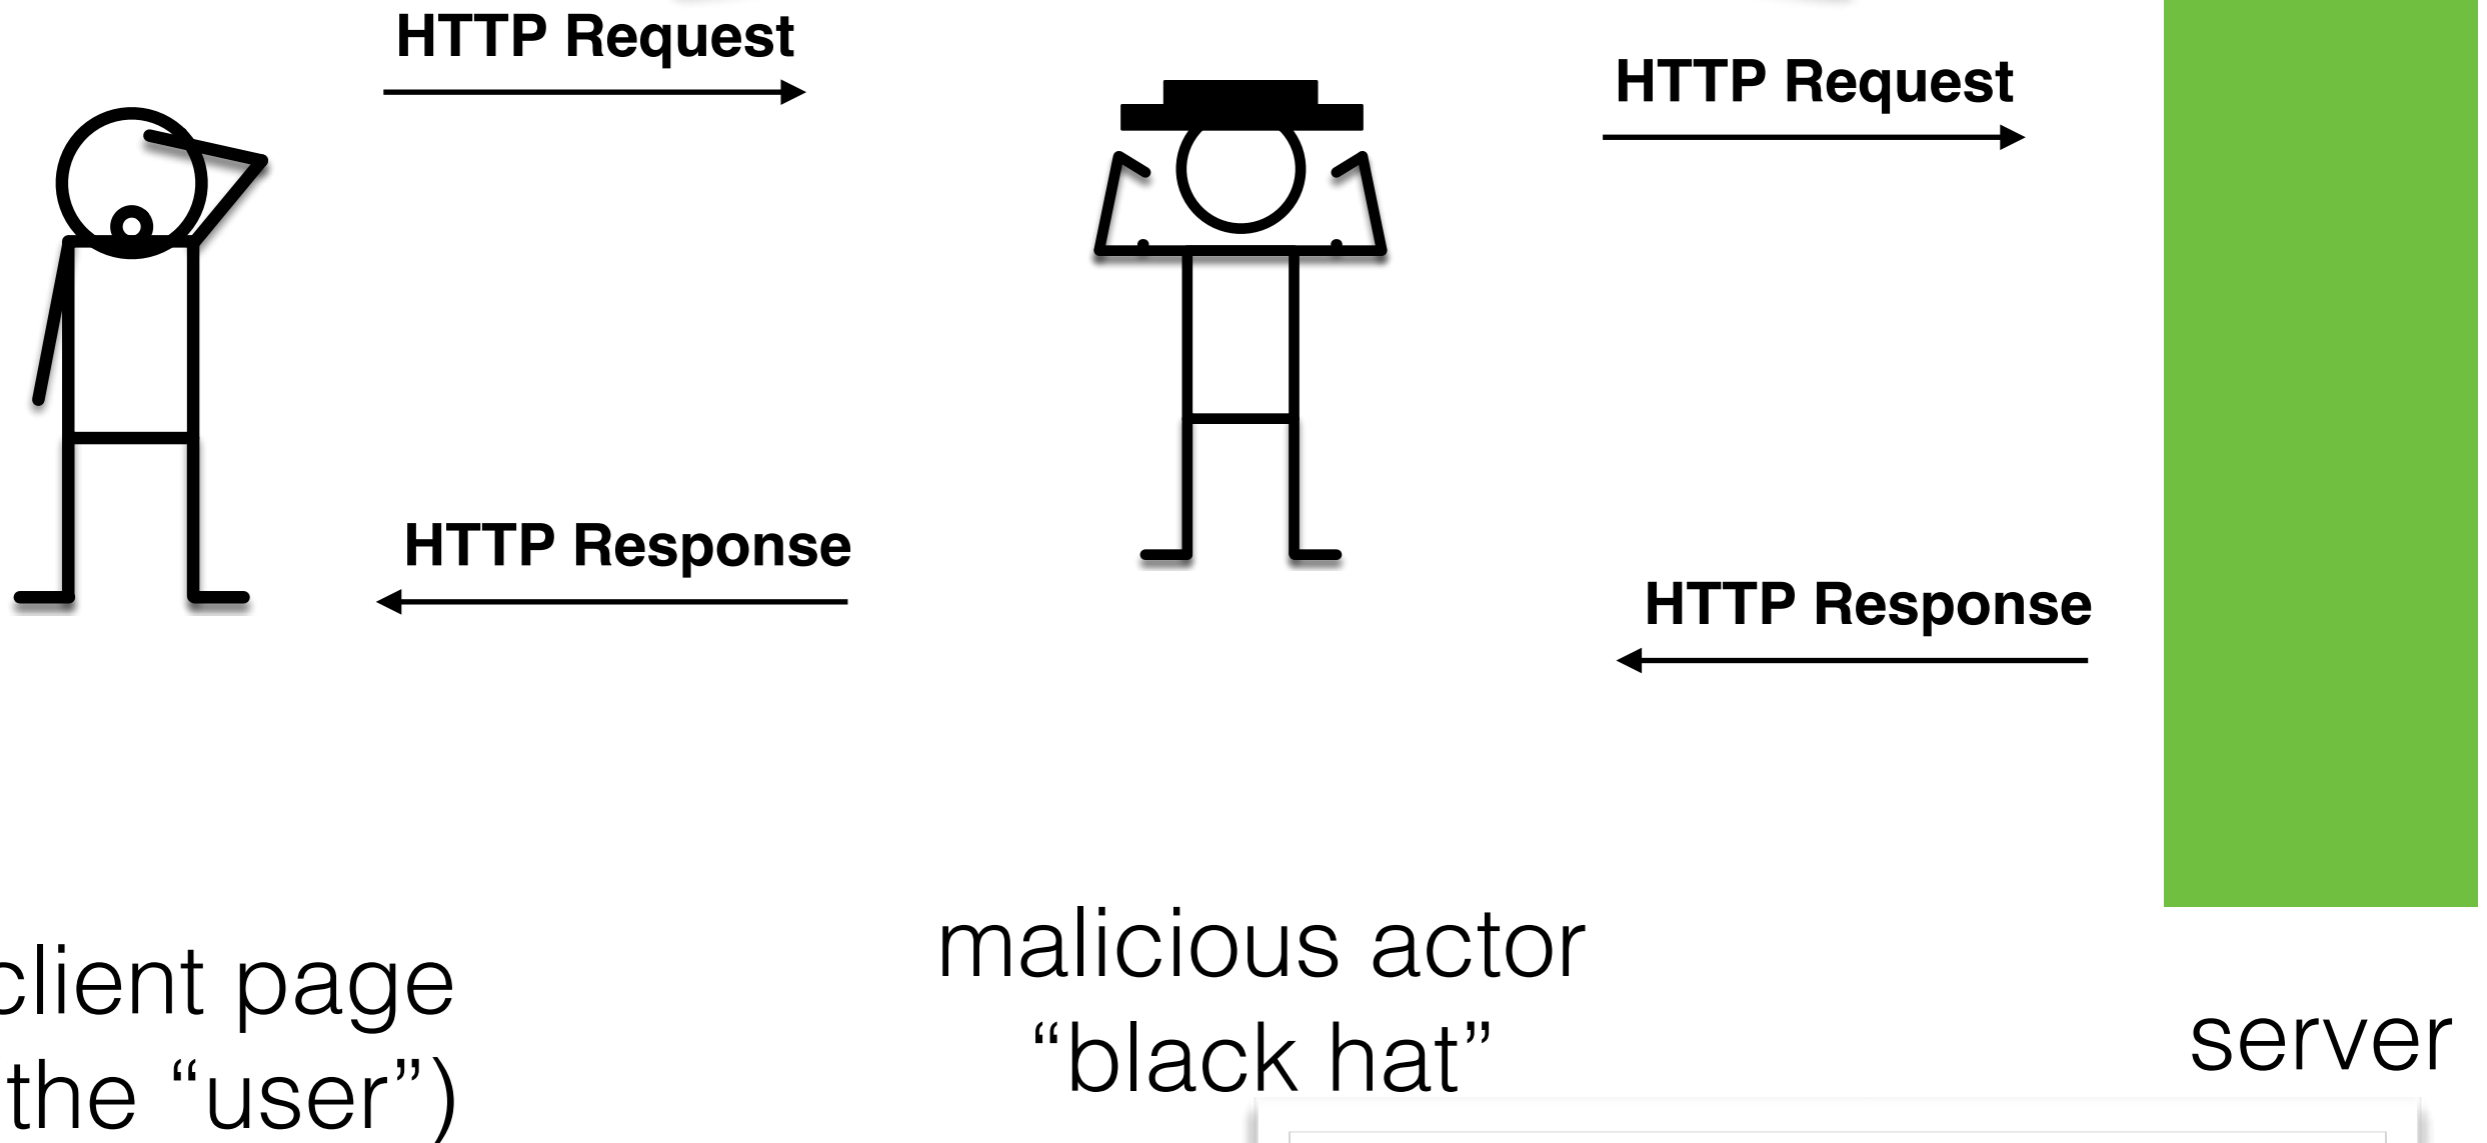 HTTP Request
HTTP Request
HTTP Response
HTTP Response
client page
the “user”)
malicious actor
“black hat”
server